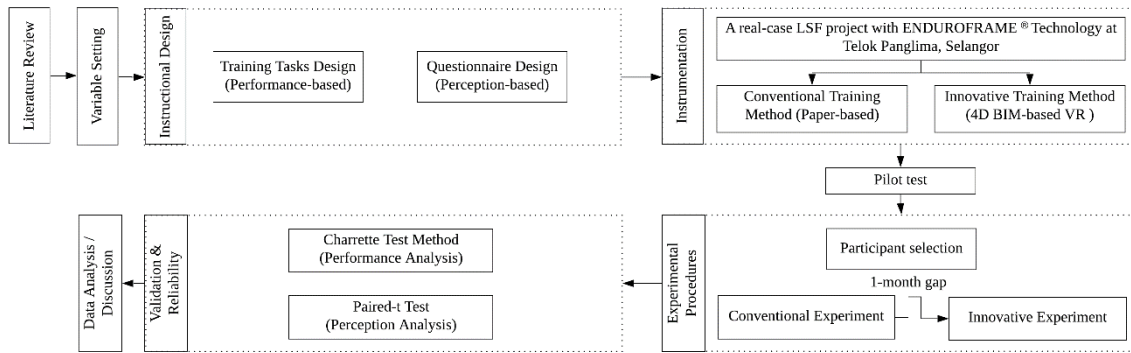 Literature Review
Variable Setting
Instructional Design
Training Tasks Design
(Performance-based)
Questionnaire Design
(Perception-based)
Instrumentation
A real-case LSF project with ENDUROFRAME ® Technology at
Telok Panglima, Selangor
Conventional Training
Method (Paper-based)
Innovative Training Method
(4D BIM-based VR )
Pilot test
Experimental
Procedures
Participant selection
1-month gap
Conventional Experiment
Innovative Experiment
Validation &
Reliability
Charrette Test Method
(Performance Analysis)
Paired-t Test
(Perception Analysis)
Data Analysis /
Discussion